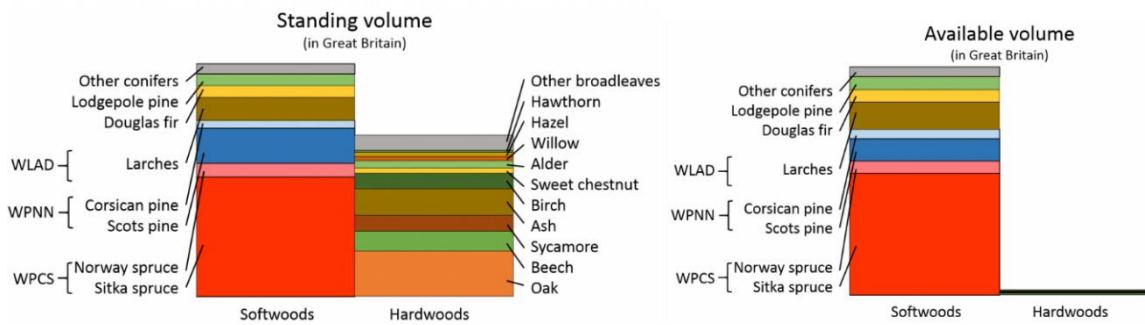 Standing volume
(in Great Britain)
Other conifers
Lodgepole pine
Douglas fir
Larches
Corsican pine
Scots pine
Norway spruce
Sitka spruce
WLAD
WPNN
WPCS
Other broadleaves
Hawthorn
Hazel
Willow
Alder
Sweet chestnut
Birch
Ash
Sycamore
Beech
Oak
Softwoods
Hardwoods
Available volume
(in Great Britain)
Other conifers
Lodgepole pine
Douglas fir
Larches
Corsican pine
Scots pine
Norway spruce
Sitka spruce
WLAD
WPNN
WPCS
Softwoods
Hardwoods